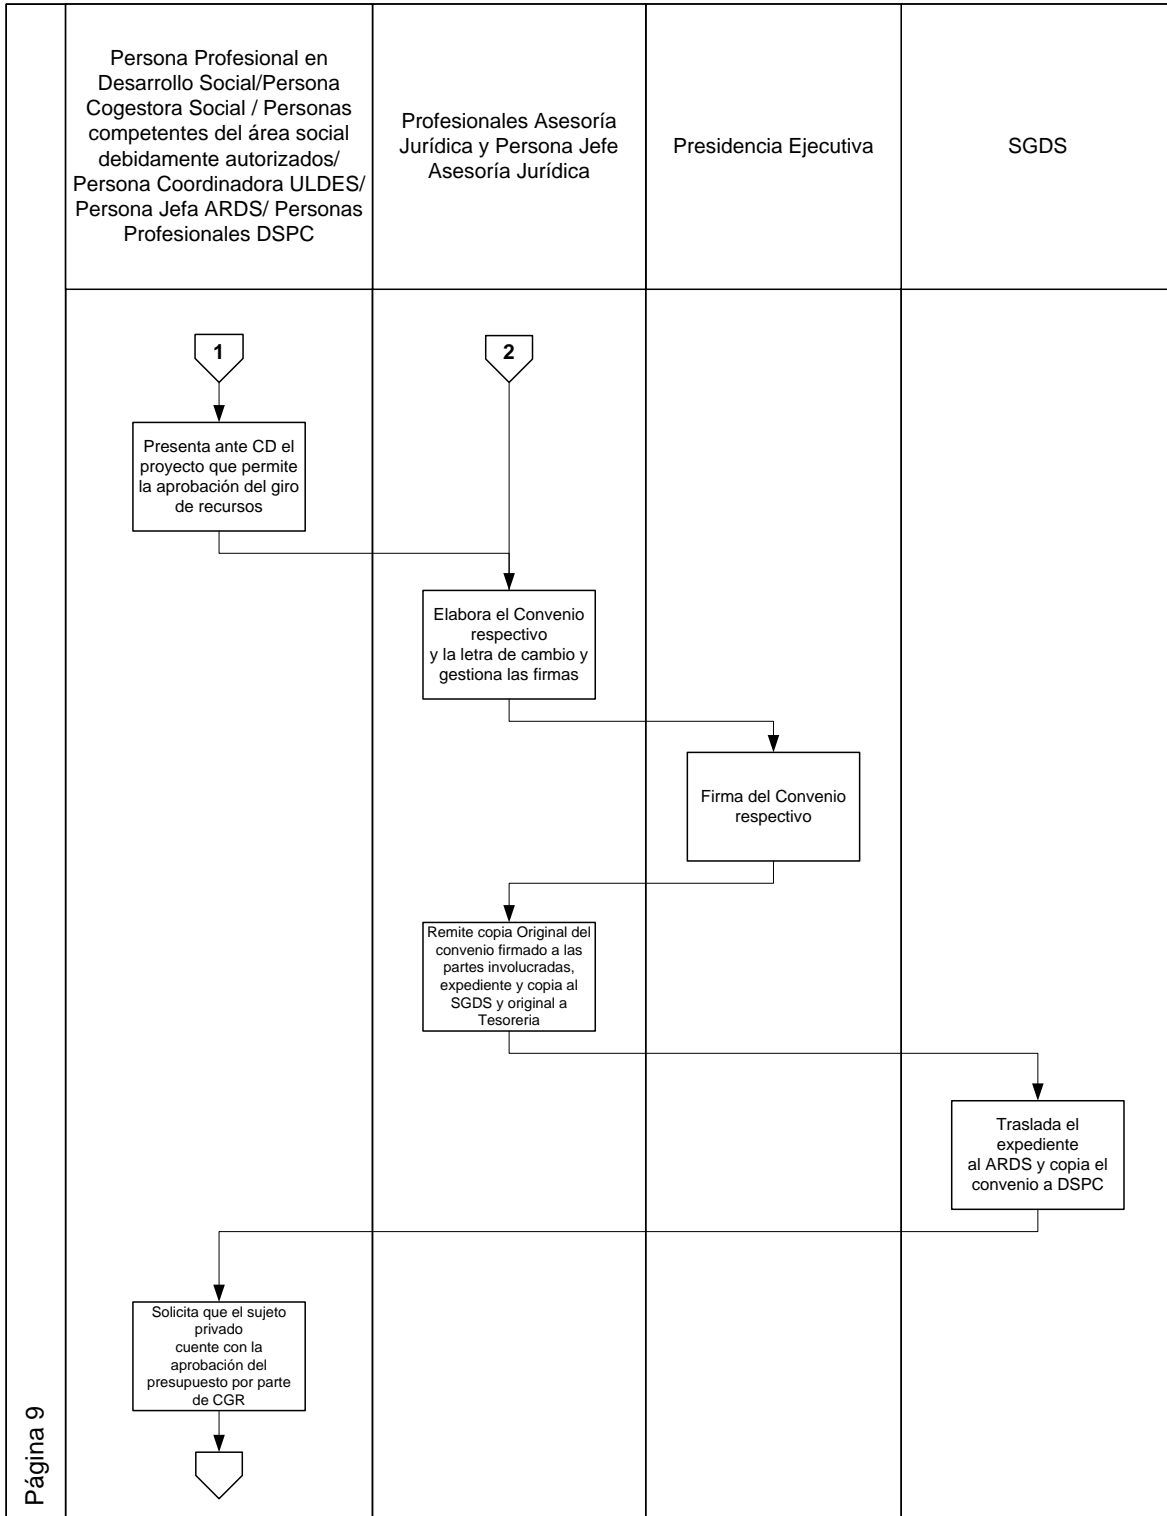 Persona Profesional en
Desarrollo Social/Persona
Cogestora Social / Personas
competentes del área social
debidamente autorizados/
Persona Coordinadora ULDES/
Persona Jefa ARDS/ Personas
Profesionales DSPC
Profesionales Asesoría
Jurídica y Persona Jefe
Asesoría Jurídica
Presidencia Ejecutiva
SGDS
1
2
Presenta ante CD el
proyecto que permite
la aprobación del giro
de recursos
Elabora el Convenio
respectivo
y la letra de cambio y
gestiona las firmas
Firma del Convenio
respectivo
Remite copia Original del
convenio firmado a las
partes involucradas,
expediente y copia al
SGDS y original a
Tesoreria
Traslada el
expediente
al ARDS y copia el
convenio a DSPC
Solicita que el sujeto
privado
cuente con la
aprobación del
presupuesto por parte
de CGR
Página 9